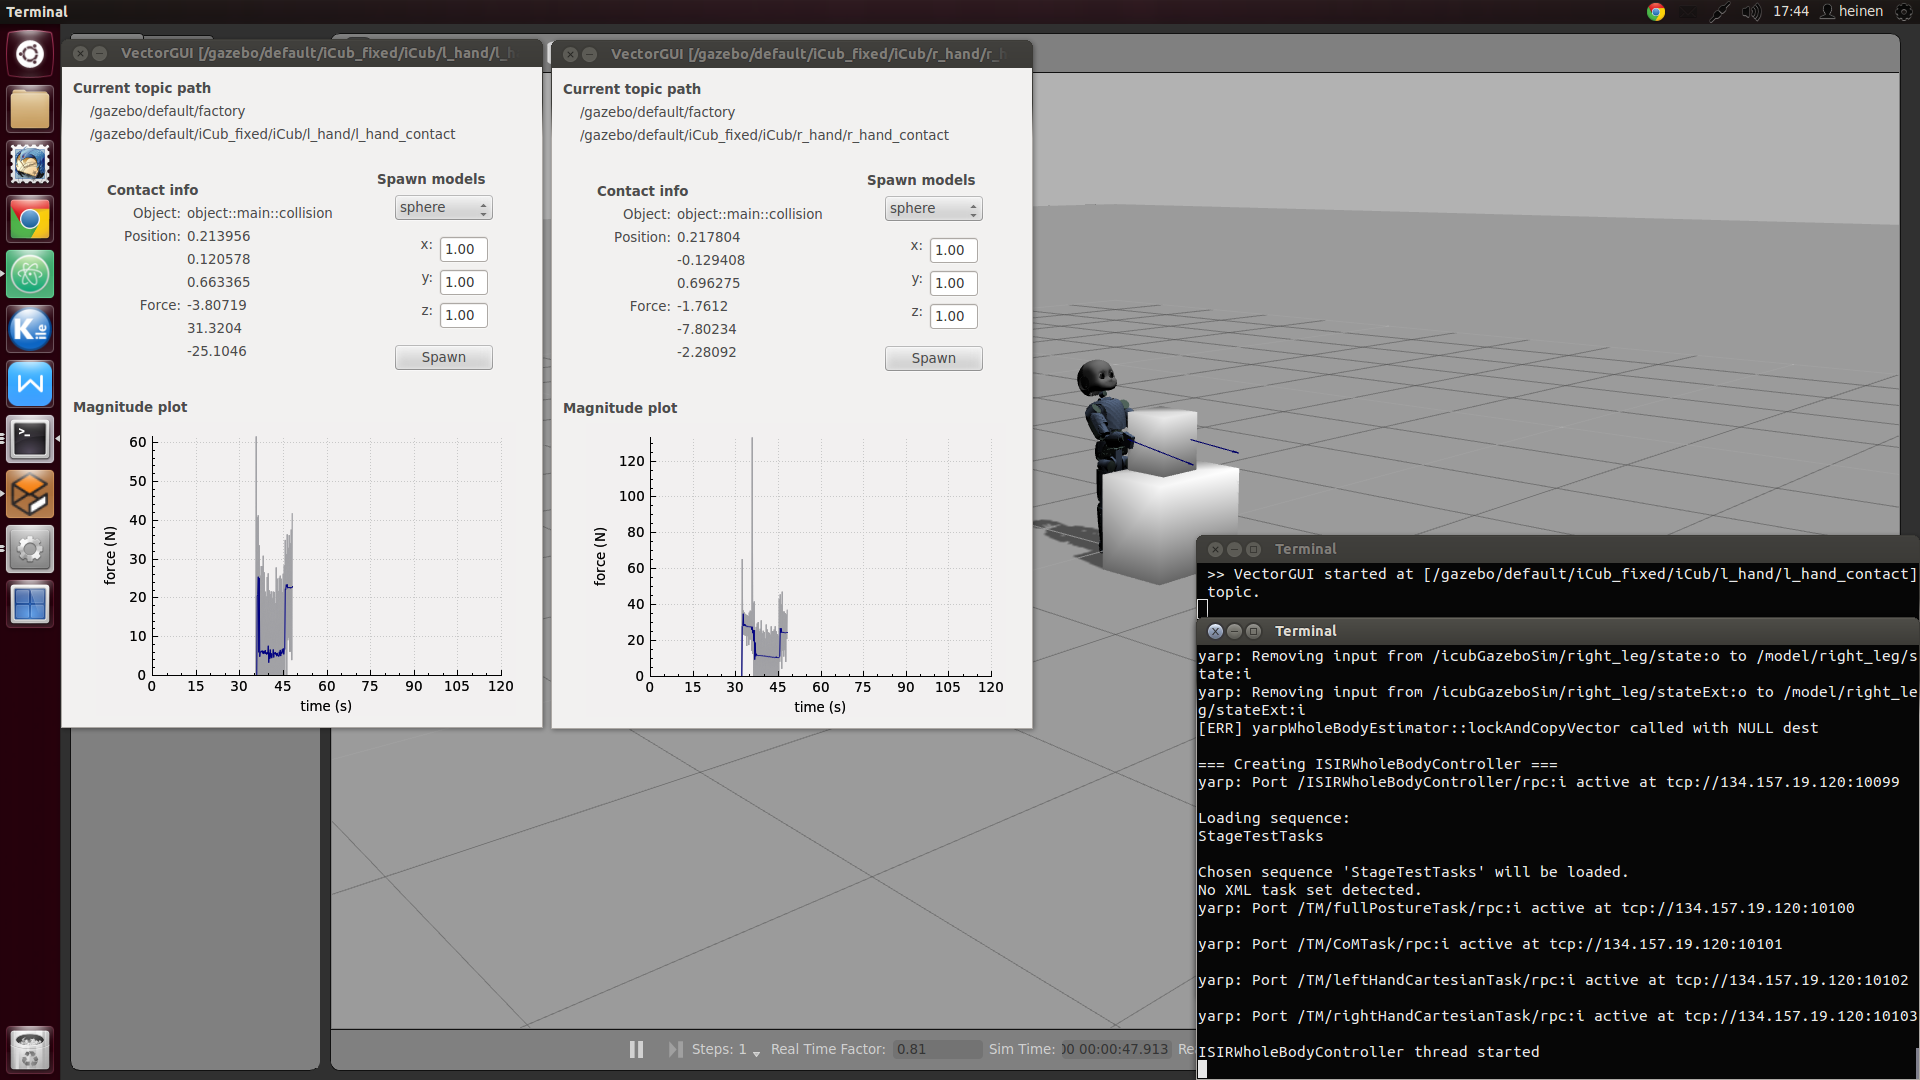 Terminal
17:44 heinen
VectorGUI [/gazebo/default/iCub_fixed/iCub/l_hand/l_h
Current topic path
/gazebo/default/factory
/gazebo/default/iCub_fixed/iCub/l_hand/l_hand_contact
Contact info
Object: object::main::collision
Position: 0.213956
0.120578
0.663365
Force: -3.80719
31.3204
-25.1046
Spawn models
sphere
x: 1.00
y: 1.00
z: 1.00
Spawn
Magnitude plot
60
50
40
30
20
10
0
force (N)
0 15 30 45 60 75 90 105 120
time (s)
VectorGUI [/gazebo/default/iCub_fixed/iCub/r_hand/r_h
Current topic path
/gazebo/default/factory
/gazebo/default/iCub_fixed/iCub/r_hand/r_hand_contact
Contact info
Object: object::main::collision
Position: 0.217804
-0.129408
0.696275
Force: -1.7612
-7.80234
-2.28092
Spawn models
sphere
x: 1.00
y: 1.00
z: 1.00
Spawn
Magnitude plot
120
100
80
60
40
20
0
force (N)
0 15 30 45 60 75 90 105 120
time (s)
Terminal
>> VectorGUI started at [/gazebo/default/iCub_fixed/iCub/l_hand/l_hand_contact]
topic.
Terminal
yarp: Removing input from /icubGazeboSim/right_leg/state:o to /model/right_leg/s
tate:i
yarp: Removing input from /icubGazeboSim/right_leg/stateExt:o to /model/right_le
g/stateExt:i
[ERR] yarpWholeBodyEstimator::lockAndCopyVector called with NULL dest
=== Creating ISIRWholeBodyController ===
yarp: Port /ISIRWholeBodyController/rpc:i active at tcp://134.157.19.120:10099
Loading sequence:
StageTestTasks
Chosen sequence 'StageTestTasks' will be loaded.
No XML task set detected.
yarp: Port /TM/fullPostureTask/rpc:i active at tcp://134.157.19.120:10100
yarp: Port /TM/CoMTask/rpc:i active at tcp://134.157.19.120:10101
yarp: Port /TM/leftHandCartesianTask/rpc:i active at tcp://134.157.19.120:10102
yarp: Port /TM/rightHandCartesianTask/rpc:i active at tcp://134.157.19.120:10103
ISIRWholeBodyController thread started
Steps: 1 Real Time Factor: 0.81 Sim Time: 00 00:00:47.913 Re